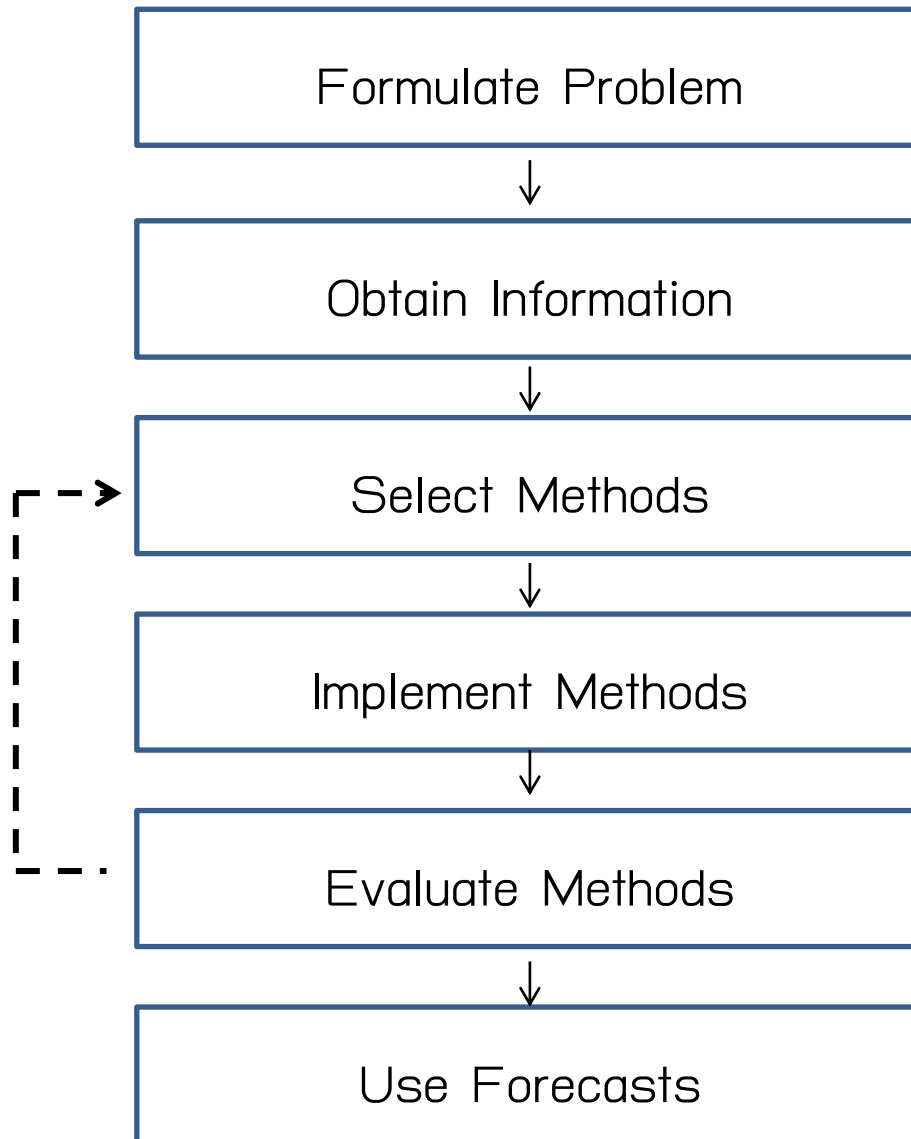 Formulate Problem
Obtain Information
Select Methods
Implement Methods
Evaluate Methods
Use Forecasts